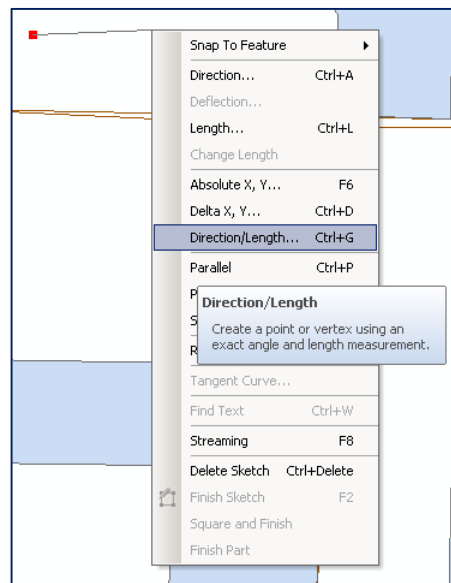 Snap To Feature
Direction... Ctrl+A
Deflection...
Length... Ctrl+L
Change Length
Absolute X, Y... F6
Delta X, Y... Ctrl+D
Direction/Length... Ctrl+G
Parallel Ctrl+P
Direction/Length
Create a point or vertex using an
exact angle and length measurement.
Tangent Curve...
Find Text Ctrl+W
Streaming F8
Delete Sketch Ctrl+Delete
Finish Sketch F2
Square and Finish
Finish Part